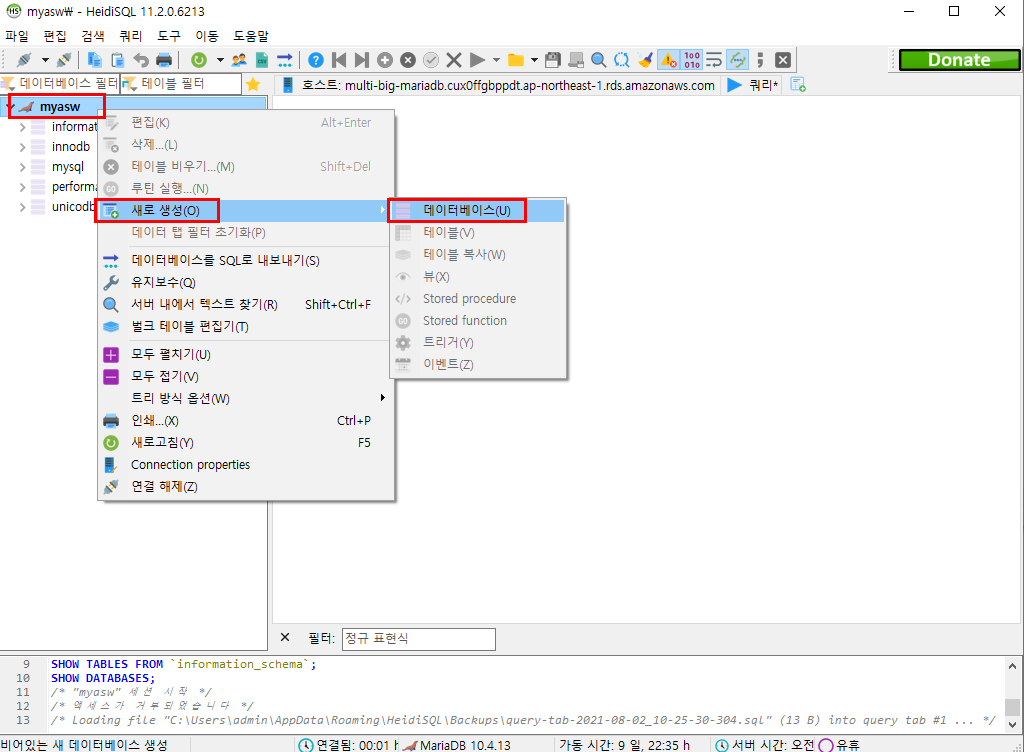 myasw₩ - HeidiSQL 11.2.0.6213
파일 편집 검색 쿼리 도구 이동 도움말
Donate
데이터베이스 필터 테이블 필터
호스트: multi-big-mariadb.cux0ffgbppdt.ap-northeast-1.rds.amazonaws.com 쿼리*
myasw
informat
innodb
mysql
performa
unicodb
편집(K) Alt+Enter
삭제...(L)
테이블 비우기...(M) Shift+Del
루틴 실행...(N)
새로 생성(O)
데이터 탭 필터 초기화(P)
데이터베이스를 SQL로 내보내기(S)
유지보수(Q)
서버 내에서 텍스트 찾기(R) Shift+Ctrl+F
벌크 테이블 편집기(T)
모두 펼치기(U)
모두 접기(V)
트리 방식 옵션(W)
인쇄...(X) Ctrl+P
새로고침(Y) F5
Connection properties
연결 해제(Z)
데이터베이스(U)
테이블(V)
테이블 복사(W)
뷰(X)
Stored procedure
Stored function
트리거(Y)
이벤트(Z)
필터: 정규 표현식
9 SHOW TABLES FROM `information_schema`;
10 SHOW DATABASES;
11 /* "myasw" 세션 시작 */
12 /* 액세스가 거부되었습니다 */
13 /* Loading file "C:\Users\admin\AppData\Roaming\HeidiSQL\Backups\query-tab-2021-08-02_10-25-30-304.sql" (13 B) into query tab #1 ... */
비어있는 새 데이터베이스 생성 연결됨: 00:01 h MariaDB 10.4.13 가동 시간: 9 일, 22:35 h 서버 시간: 오전 유휴